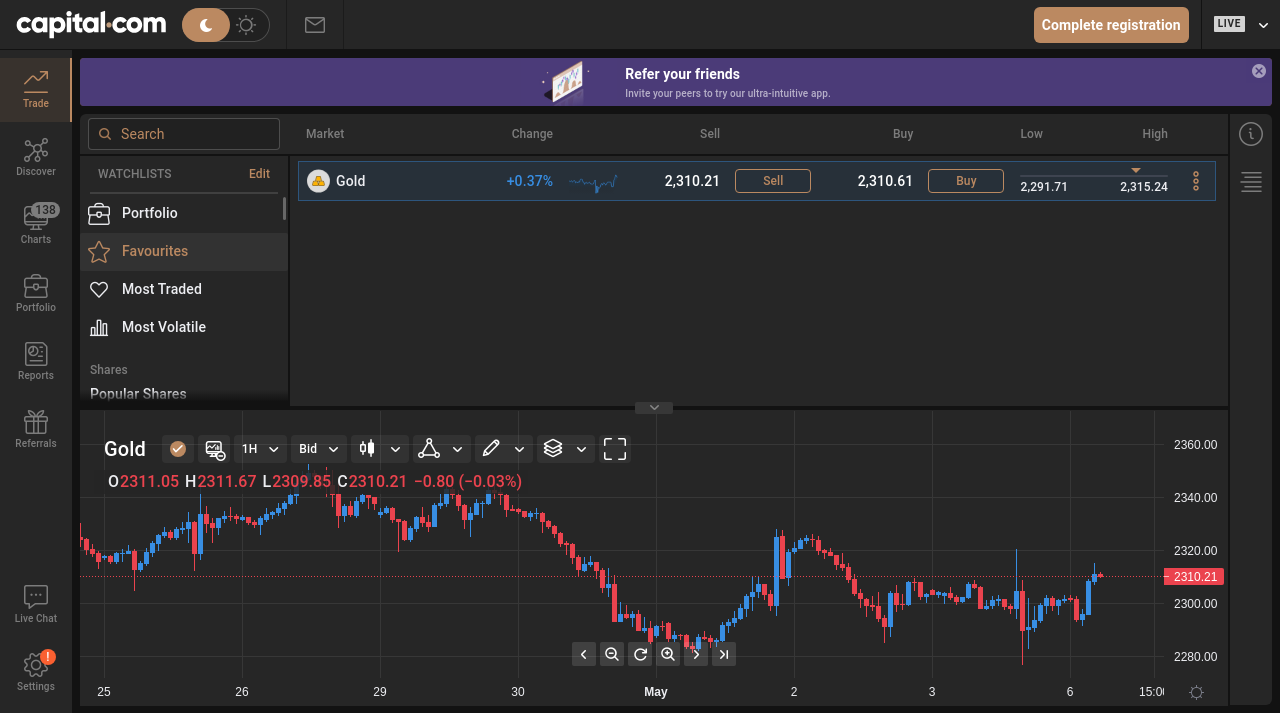 capital.com
Complete registration
LIVE
Refer your friends
Invite your peers to try our ultra-intuitive app.
Trade
Discover
138
Charts
Portfolio
Reports
Referrals
Live Chat
!
Settings
Search
Market Change Sell Buy Low High
WATCHLISTS Edit
Portfolio
Favourites
Most Traded
Most Volatile
Shares
Popular Shares
Gold +0.37% 2,310.21 Sell 2,310.61 Buy 2,291.71 2,315.24
Gold 1H Bid
O2311.05 H2311.67 L2309.85 C2310.21 −0.80 (−0.03%)
2360.00
2340.00
2320.00
2310.21
2300.00
2280.00
25 26 29 30 May 2 3 6 15:00